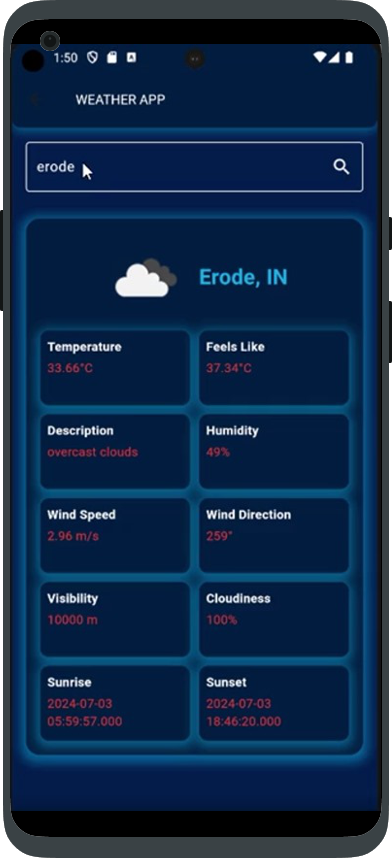 1:50
WEATHER APP
erode
Erode, IN
Temperature
33.66°C
Feels Like
37.34°C
Description
overcast clouds
Humidity
49%
Wind Speed
2.96 m/s
Wind Direction
259°
Visibility
10000 m
Cloudiness
100%
Sunrise
2024-07-03
05:59:57.000
Sunset
2024-07-03
18:46:20.000